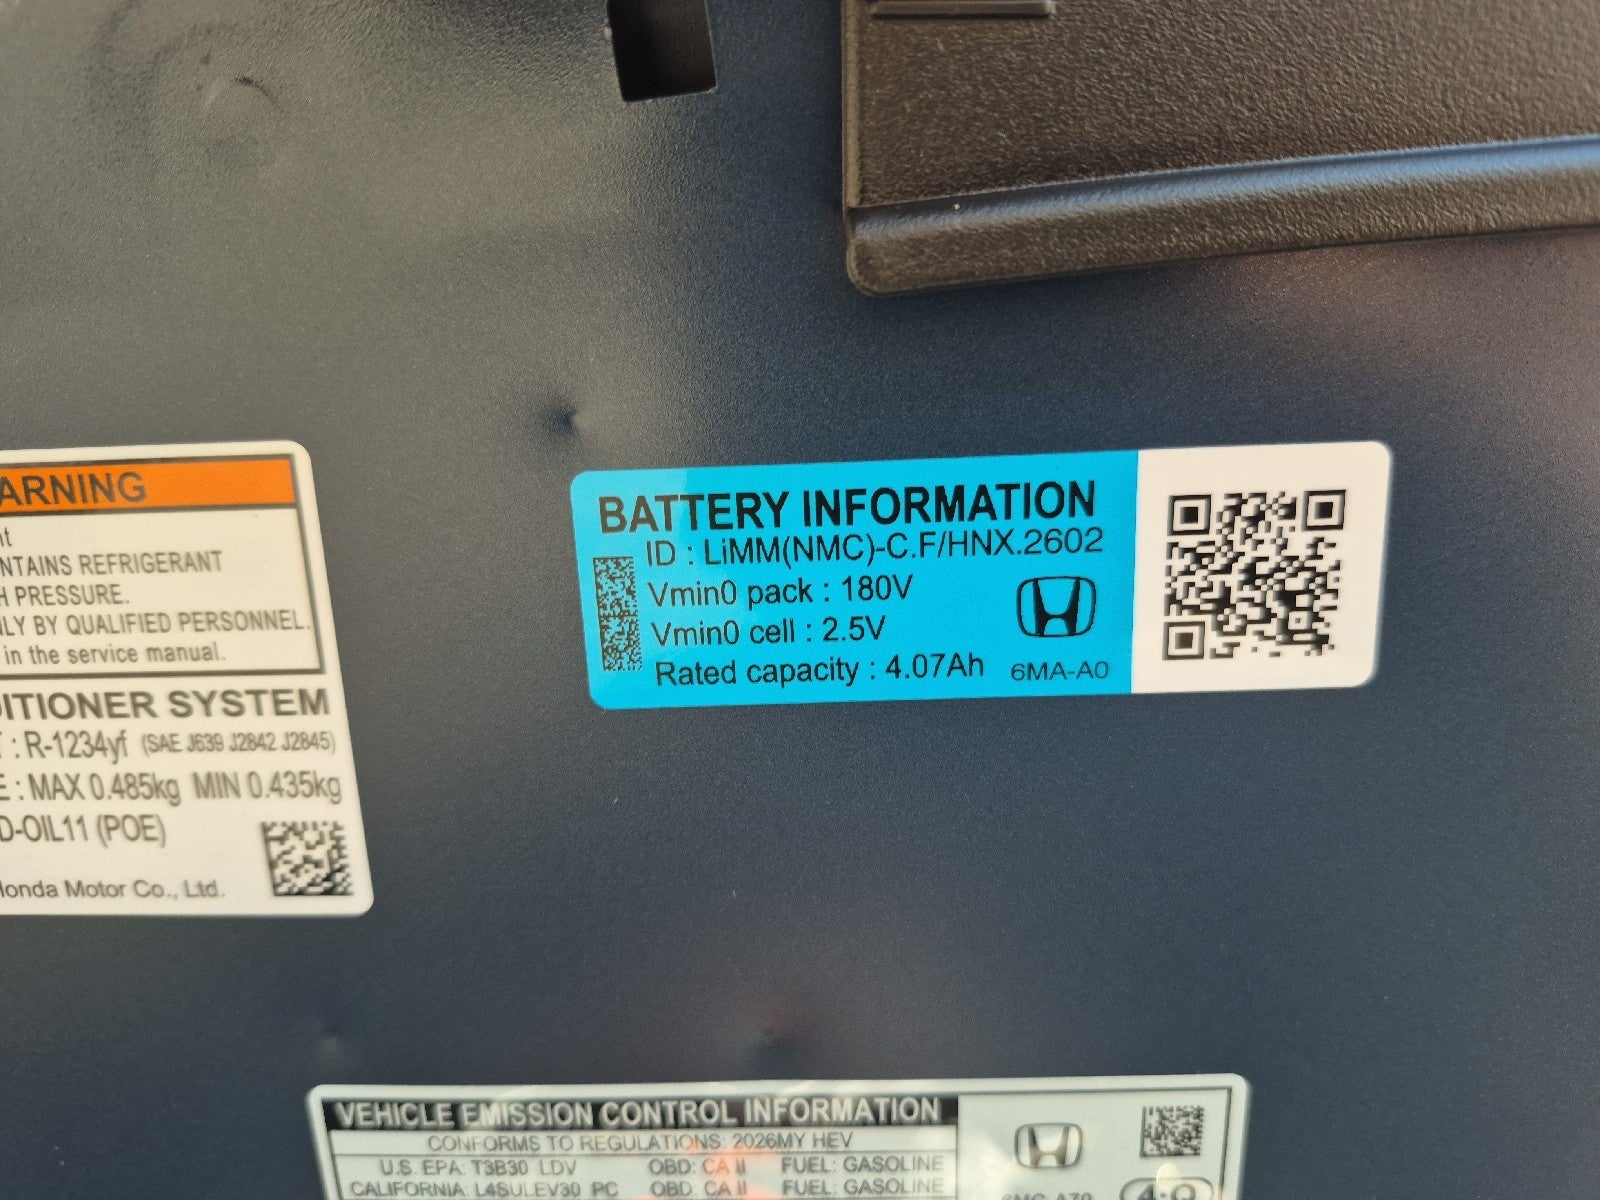 ARNING
NTAINS REFRIGERANT
H PRESSURE.
LY BY QUALIFIED PERSONNEL.
in the service manual.
DITIONER SYSTEM
: R-1234yf (SAE J639 J2842 J2845)
E : MAX 0.485kg MIN 0.435kg
D-OIL11 (POE)
Honda Motor Co., Ltd.
BATTERY INFORMATION
ID : LiMM(NMC)-C.F/HNX.2602
Vmin0 pack : 180V
Vmin0 cell : 2.5V
Rated capacity : 4.07Ah
6MA-A0
VEHICLE EMISSION CONTROL INFORMATION
CONFORMS TO REGULATIONS: 2026MY HEV
U.S. EPA: T3B30 LDV OBD: CA II FUEL: GASOLINE
CALIFORNIA: L4SULEV30 PC OBD: CA II FUEL: GASOLINE